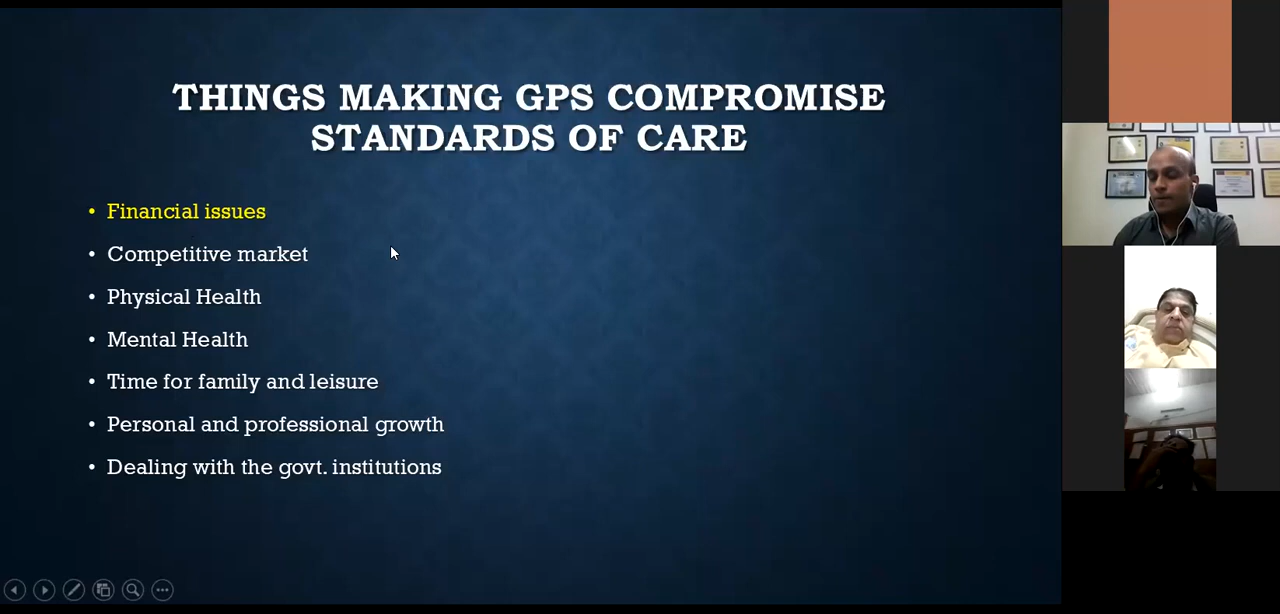 THINGS MAKING GPS COMPROMISE
STANDARDS OF CARE
• Financial issues
• Competitive market
• Physical Health
• Mental Health
• Time for family and leisure
• Personal and professional growth
• Dealing with the govt. institutions